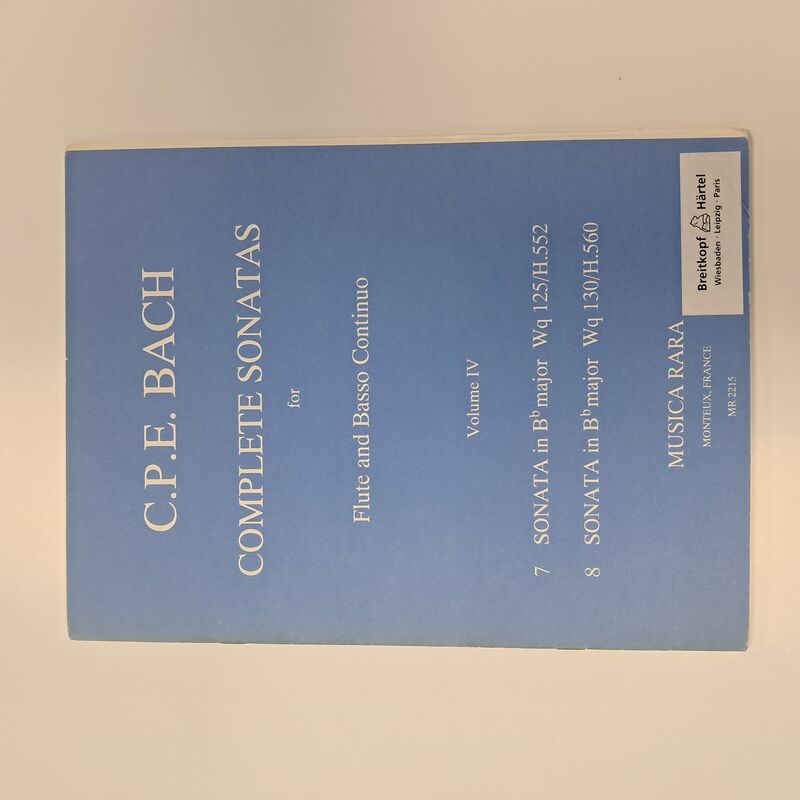 C.P.E. BACH
COMPLETE SONATAS
for
Flute and Basso Continuo
Volume IV
7 SONATA in B♭ major Wq 125/H.552
8 SONATA in B♭ major Wq 130/H.560
MUSICA RARA
MONTEUX, FRANCE
MR 2215
Breitkopf Härtel
Wiesbaden · Leipzig · Paris